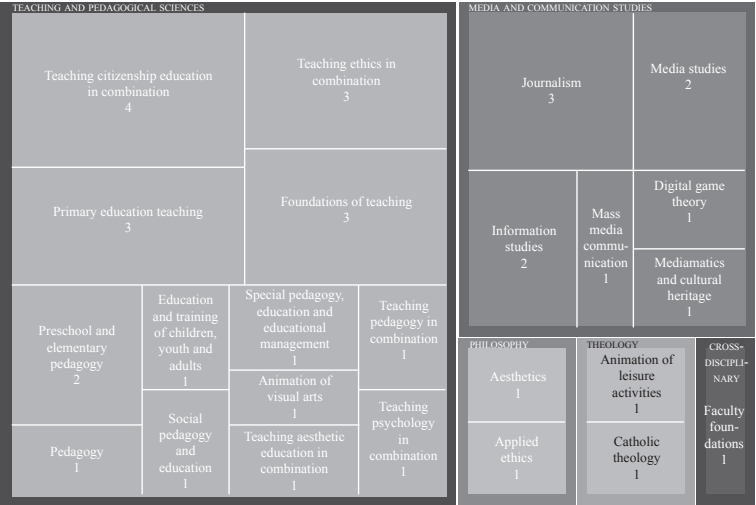 TEACHING AND PEDAGOGICAL SCIENCES
Teaching citizenship education
in combination
4
Teaching ethics in
combination
3
Primary education teaching
3
Foundations of teaching
3
Preschool and
elementary
pedagogy
2
Pedagogy
1
Education
and training
of children,
youth and
adults
1
Social
pedagogy
and
education
1
Special pedagogy,
education and
educational
management
1
Animation of
visual arts
1
Teaching aesthetic
education in
combination
1
Teaching
pedagogy in
combination
1
Teaching
psychology
in
combination
1
MEDIA AND COMMUNICATION STUDIES
Journalism
3
Media studies
2
Information
studies
2
Mass
media
commu-
nication
1
Digital game
theory
1
Mediamatics
and cultural
heritage
1
PHILOSOPHY
Aesthetics
1
Applied
ethics
1
THEOLOGY
Animation of
leisure
activities
1
Catholic
theology
1
CROSS-
DISCIPLI-
NARY
Faculty
foun-
dations
1